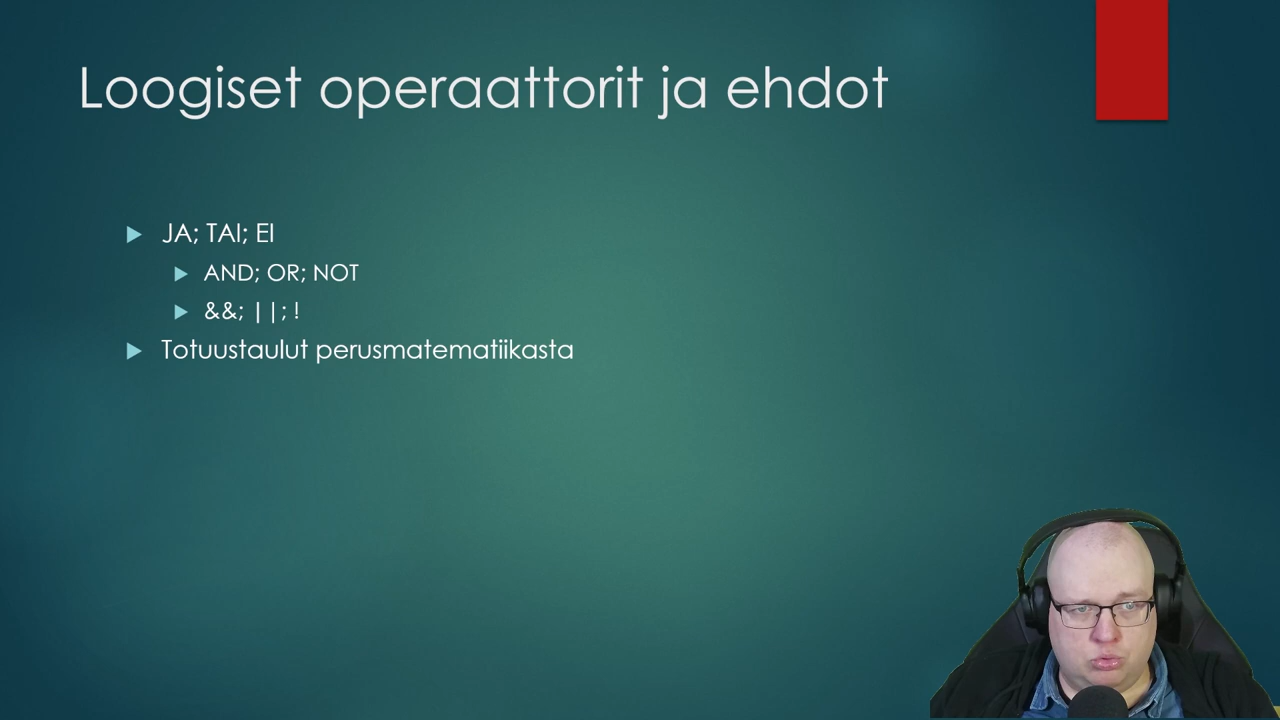 Loogiset operaattorit ja ehdot
JA; TAI; EI
AND; OR; NOT
&&; ||; !
Totuustaulut perusmatematiikasta